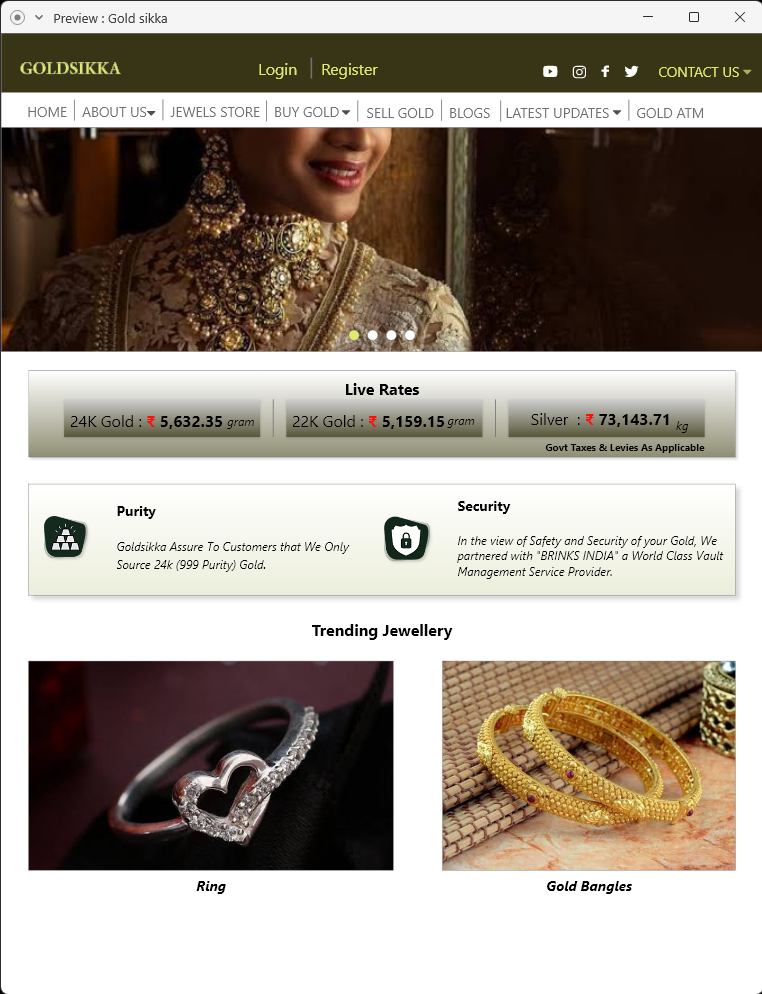 Preview : Gold sikka
GOLDSIKKA
Login
Register
CONTACT US
HOME
ABOUT US
JEWELS STORE
BUY GOLD
SELL GOLD
BLOGS
LATEST UPDATES
GOLD ATM
Live Rates
24K Gold : ₹ 5,632.35 gram
22K Gold : ₹ 5,159.15 gram
Silver : ₹ 73,143.71 kg
Govt Taxes & Levies As Applicable
Purity
Goldsikka Assure To Customers that We Only
Source 24k (999 Purity) Gold.
Security
In the view of Safety and Security of your Gold, We
partnered with "BRINKS INDIA" a World Class Vault
Management Service Provider.
Trending Jewellery
Ring
Gold Bangles